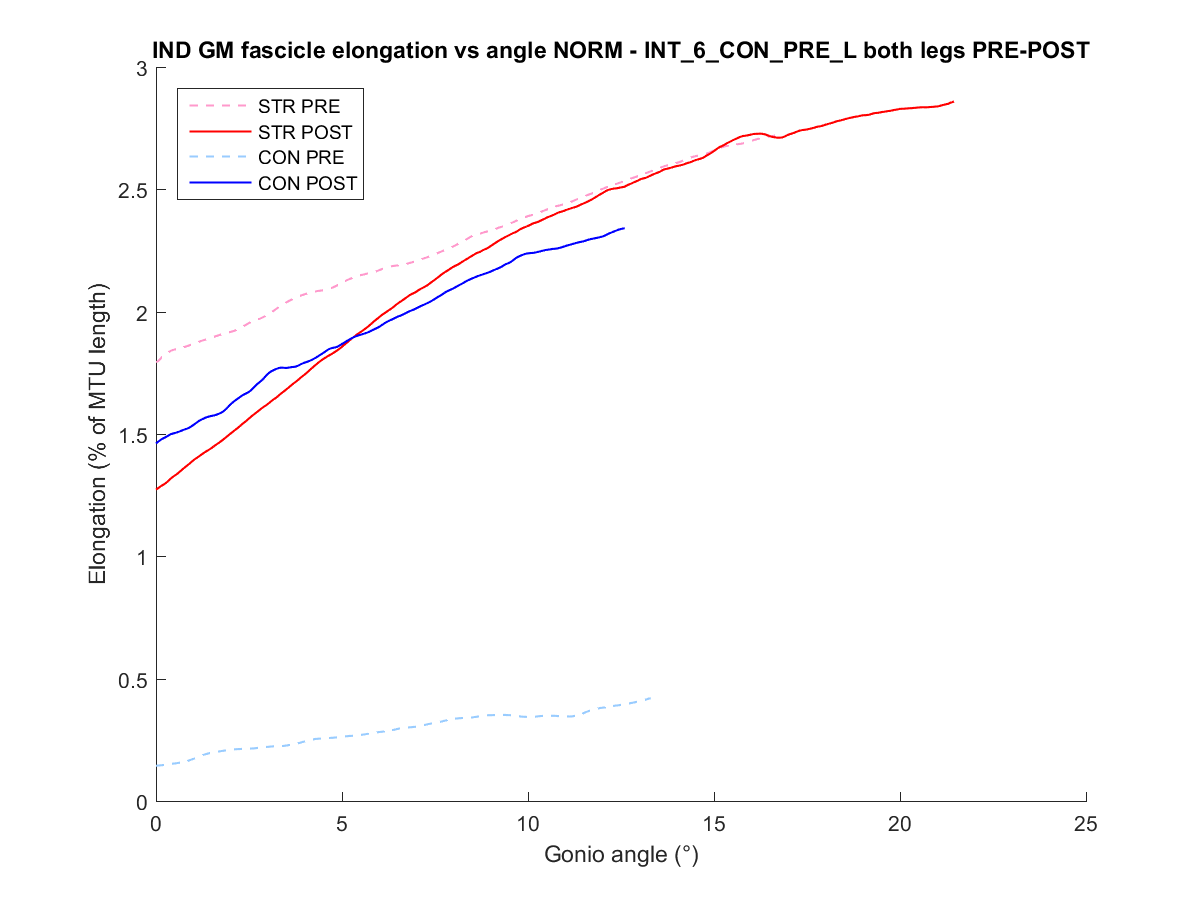 IND GM fascicle elongation vs angle NORM - INT_6_CON_PRE_L both legs PRE-POST
3
STR PRE
STR POST
CON PRE
CON POST
2.5
2
1.5
1
0.5
0
Elongation (% of MTU length)
0 5 10 15 20 25
Gonio angle (°)